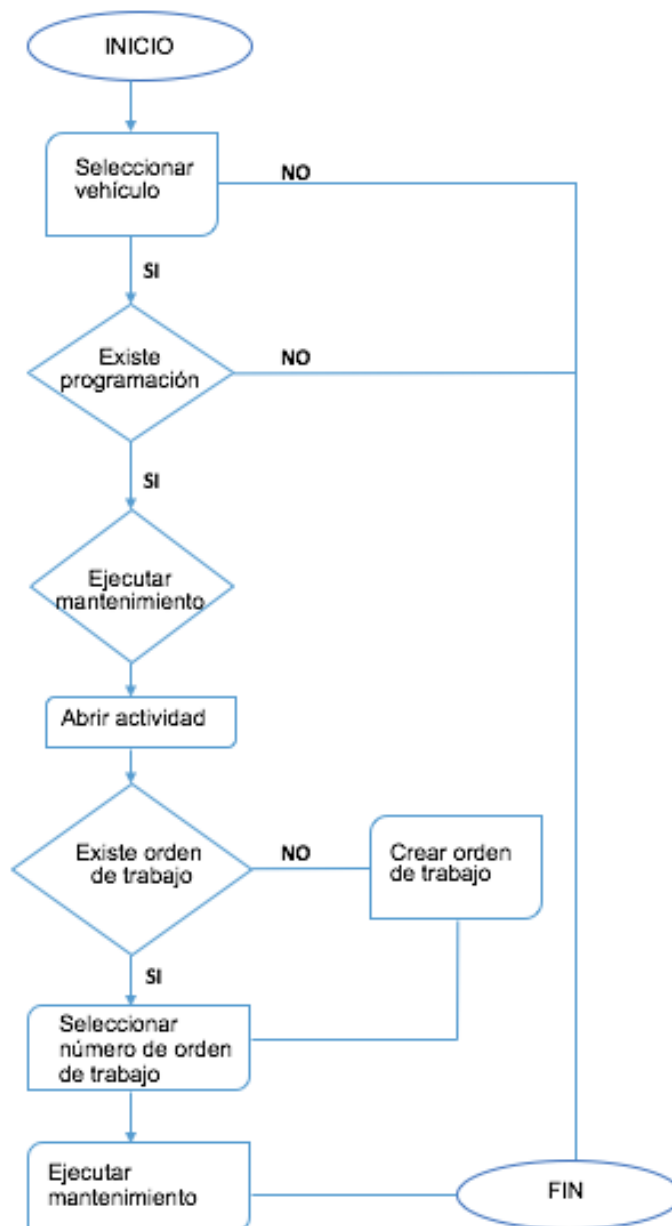 INICIO
Seleccionar
vehículo
NO
SI
Existe
programación
NO
SI
Ejecutar
mantenimiento
Abrir actividad
Existe orden
de trabajo
NO
Crear orden
de trabajo
SI
Seleccionar
número de orden
de trabajo
Ejecutar
mantenimiento
FIN